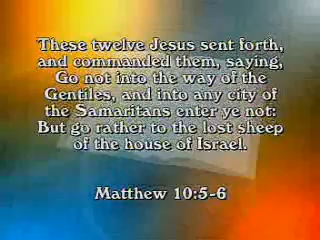 These twelve Jesus sent forth,
and commanded them, saying,
Go not into the way of the
Gentiles, and into any city of
the Samaritans enter ye not:
But go rather to the lost sheep
of the house of Israel.
Matthew 10:5-6